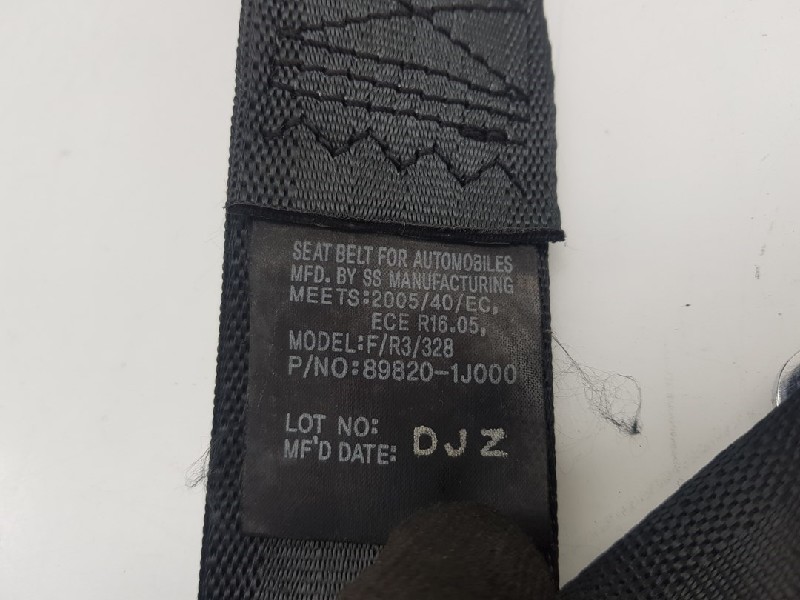 SEAT BELT FOR AUTOMOBILES
MFD. BY SS MANUFACTURING
MEETS:2005/40/EC,
ECE R16.05,
MODEL:F/R3/328
P/NO:89820-1J000
LOT NO:
MF'D DATE: DJZ